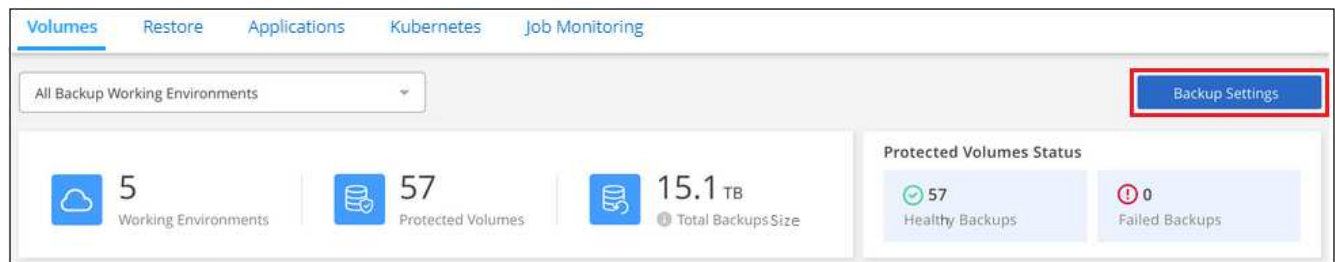 Volumes Restore Applications Kubernetes Job Monitoring
All Backup Working Environments Backup Settings
Protected Volumes Status
5 57 15.1 TB
Working Environments Protected Volumes Total Backups Size
57 0
Healthy Backups Failed Backups